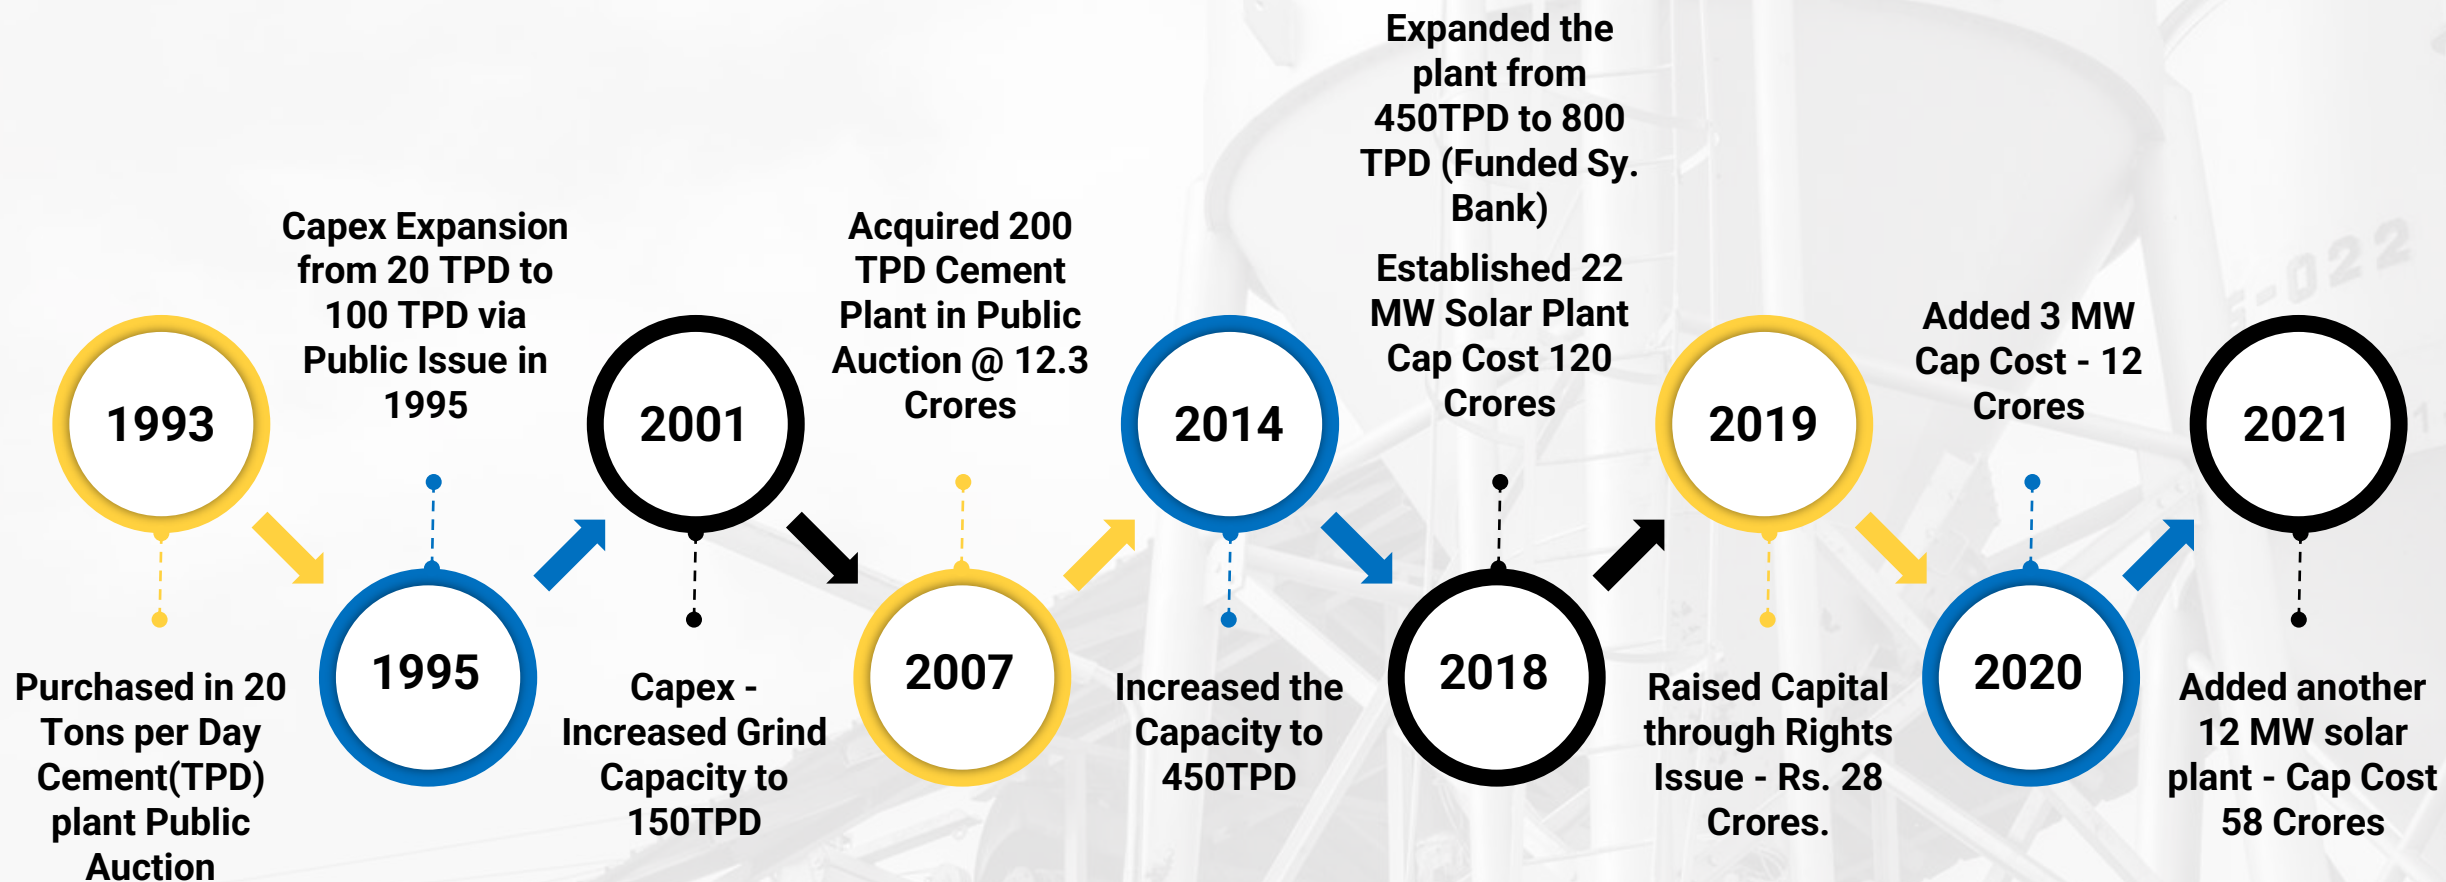 1993
Purchased in 20
Tons per Day
Cement(TPD)
plant Public
Auction
Capex Expansion
from 20 TPD to
100 TPD via
Public Issue in
1995
1995
2001
Capex -
Increased Grind
Capacity to
150TPD
Acquired 200
TPD Cement
Plant in Public
Auction @ 12.3
Crores
2007
2014
Increased the
Capacity to
450TPD
Expanded the
plant from
450TPD to 800
TPD (Funded Sy.
Bank)
Established 22
MW Solar Plant
Cap Cost 120
Crores
2018
2019
Raised Capital
through Rights
Issue - Rs. 28
Crores.
Added 3 MW
Cap Cost - 12
Crores
2020
2021
Added another
12 MW solar
plant - Cap Cost
58 Crores